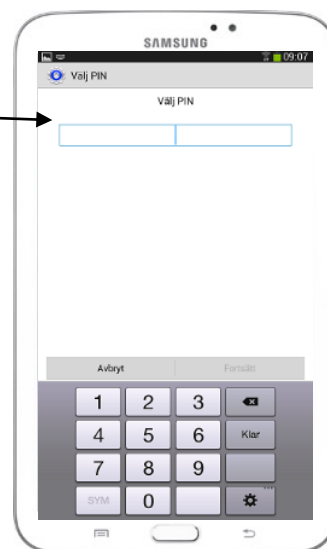 SAMSUNG
09:07
Välj PIN
Välj PIN
Avbryt Fortsätt
1 2 3
4 5 6 Klar
7 8 9
SYM 0